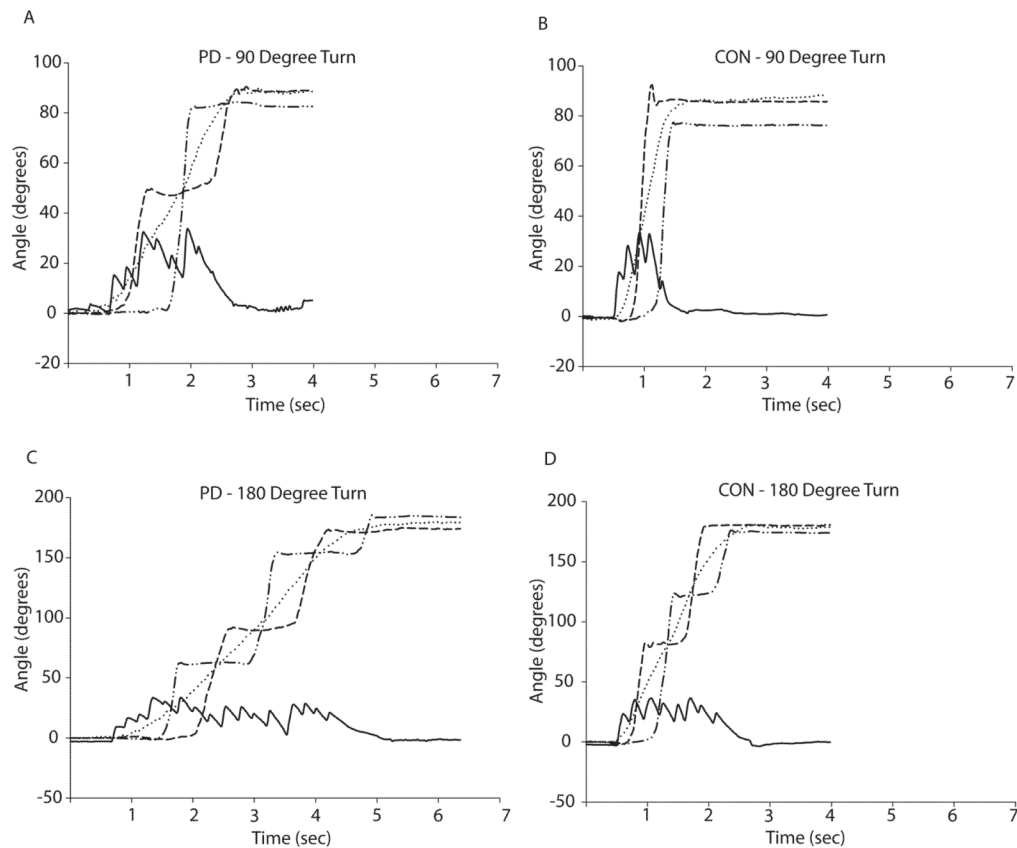 A
PD - 90 Degree Turn
100
80
60
40
20
0
-20
Angle (degrees)
1 2 3 4 5 6 7
Time (sec)
B
CON - 90 Degree Turn
100
80
60
40
20
0
-20
Angle (degrees)
1 2 3 4 5 6 7
Time (sec)
C
PD - 180 Degree Turn
200
150
100
50
0
-50
Angle (degrees)
1 2 3 4 5 6 7
Time (sec)
D
CON - 180 Degree Turn
200
150
100
50
0
-50
Angle (degrees)
1 2 3 4 5 6 7
Time (sec)